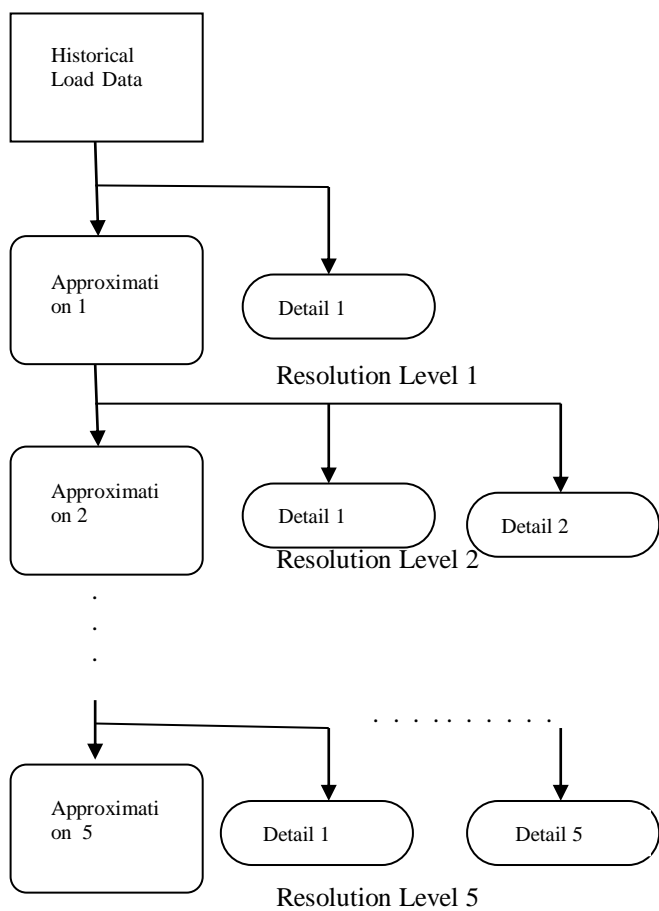 Historical
Load Data
Approximati
on 1
Detail 1
Resolution Level 1
Approximati
on 2
Detail 1
Detail 2
Resolution Level 2
.
.
.
. . . . . . . . . .
Approximati
on 5
Detail 1
Detail 5
Resolution Level 5